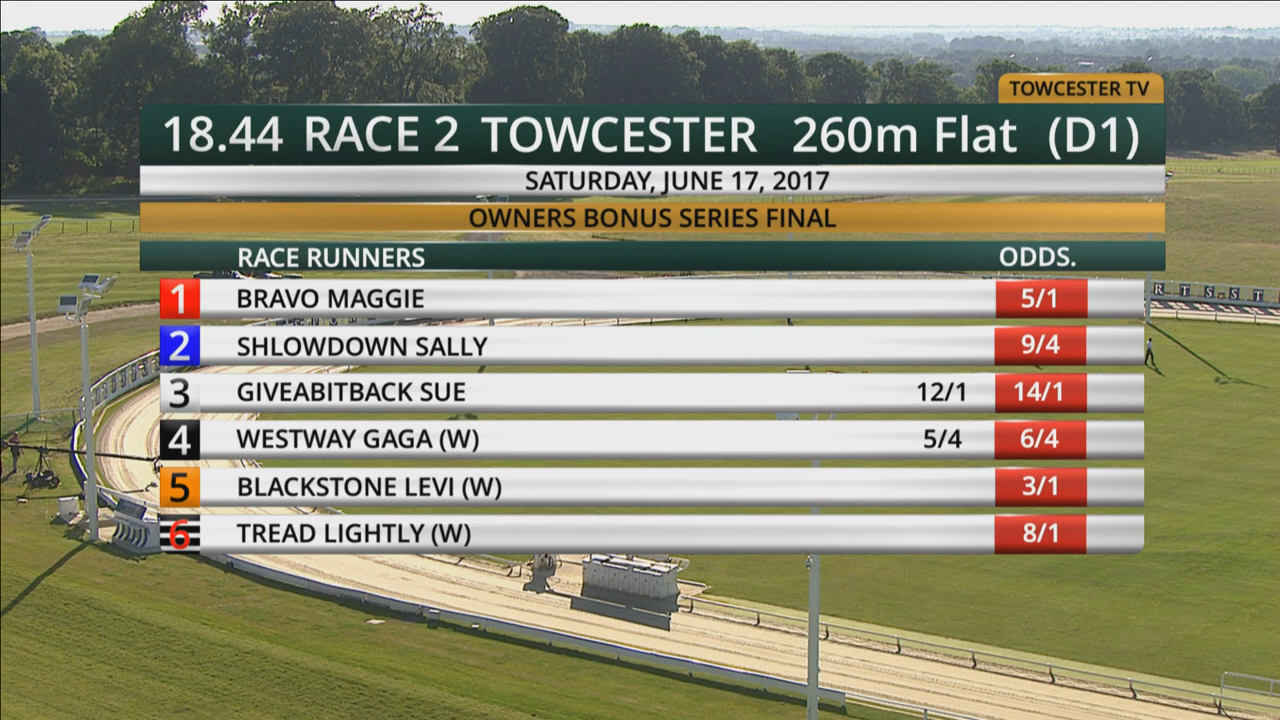 TOWCESTER TV
18.44 RACE 2 TOWCESTER 260m Flat (D1)
SATURDAY, JUNE 17, 2017
OWNERS BONUS SERIES FINAL
RACE RUNNERS ODDS.
1 BRAVO MAGGIE 5/1
2 SHLOWDOWN SALLY 9/4
3 GIVEABITBACK SUE 12/1 14/1
4 WESTWAY GAGA (W) 5/4 6/4
5 BLACKSTONE LEVI (W) 3/1
6 TREAD LIGHTLY (W) 8/1